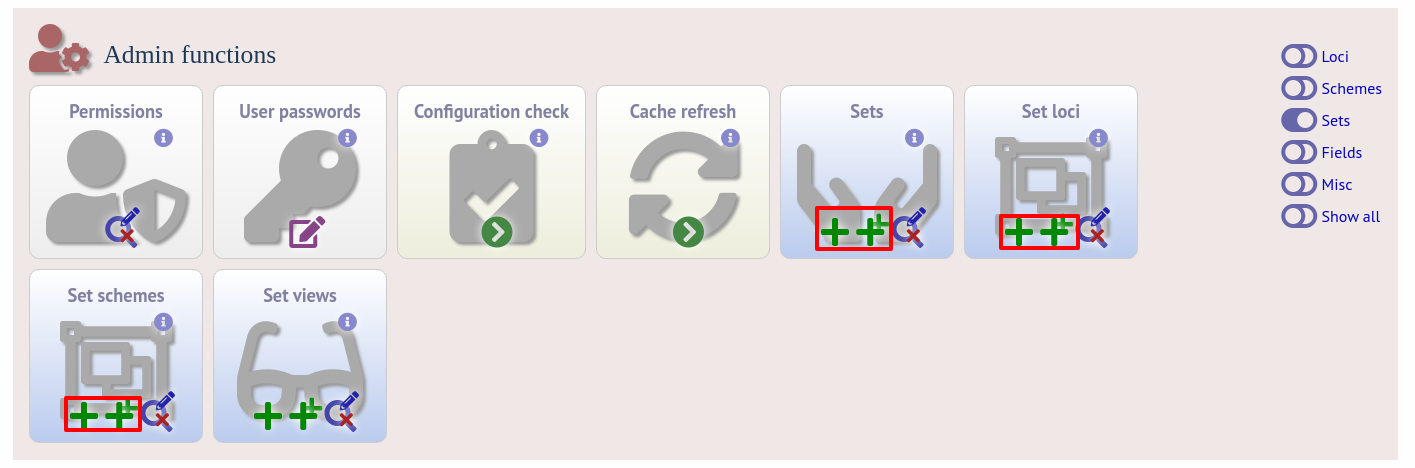 Admin functions
Permissions
User passwords
Configuration check
Cache refresh
Sets
Set loci
Set schemes
Set views
Loci
Schemes
Sets
Fields
Misc
Show all